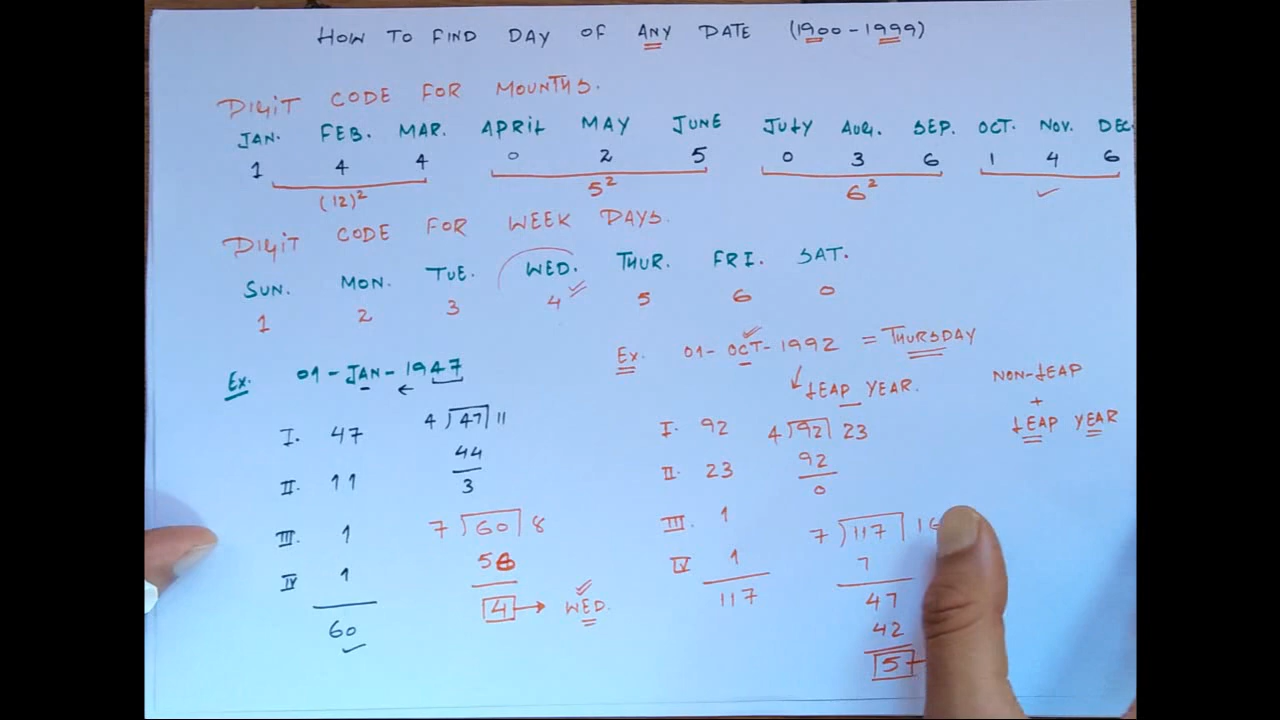 HOW TO FIND DAY OF ANY DATE (1900-1999)
DIGIT CODE FOR MOUNTHS.
JAN. FEB. MAR. APRIL MAY JUNE JULY AUG. SEP. OCT. NOV. DEC.
1 4 4 0 2 5 0 3 6 1 4 6
(12)² 5² 6² ✓
DIGIT CODE FOR WEEK DAYS.
SUN. MON. TUE. WED. THUR. FRI. SAT.
1 2 3 4 5 6 0
Ex. 01-JAN-1947
I. 47
II. 11
III. 1
IV 1
60
4)47(11
44
3
7)60(8
56
4 → WED.
Ex. 01-OCT-1992 = THURSDAY
LEAP YEAR.
I. 92
II. 23
III. 1
IV 1
117
4)92(23
92
0
7)117(
7
47
42
5
NON-LEAP
+
LEAP YEAR